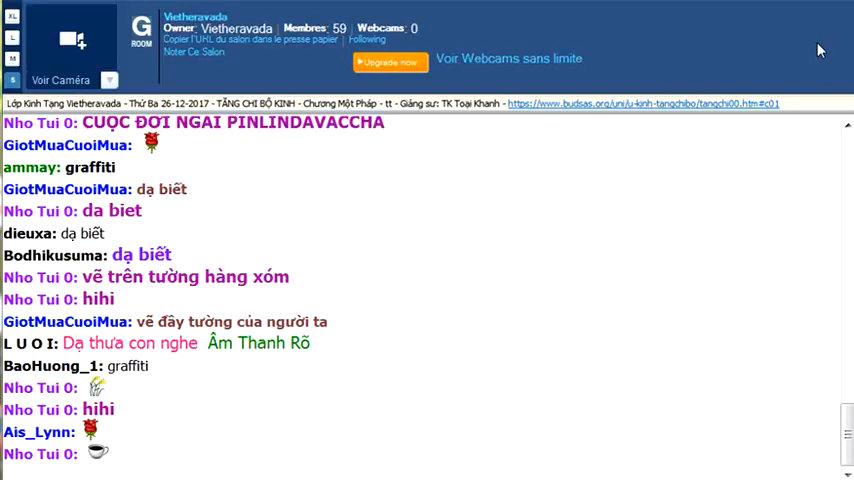 XL
L
M
S
Voir Caméra
G
ROOM
Vietheravada
Owner: Vietheravada | Membres: 59 | Webcams: 0
Copier l'URL du salon dans le presse papier | Following
Noter Ce Salon
Upgrade now
Voir Webcams sans limite
Lớp Kinh Tạng Vietheravada - Thứ Ba 26-12-2017 - TĂNG CHI BỘ KINH - Chương Một Pháp - tt - Giảng sư: TK Toại Khanh - https://www.budsas.org/uni/u-kinh-tangchibo/tangchi00.htm#c01
Nho Tui 0: CUỘC ĐƠI NGAI PINLINDAVACCHA
GiotMuaCuoiMua:
ammay: graffiti
GiotMuaCuoiMua: dạ biết
Nho Tui 0: da biet
dieuxa: dạ biết
Bodhikusuma: dạ biết
Nho Tui 0: vẽ trên tường hàng xóm
Nho Tui 0: hihi
GiotMuaCuoiMua: vẽ đây tường của người ta
L U O I: Dạ thưa con nghe Âm Thanh Rõ
BaoHuong_1: graffiti
Nho Tui 0:
Nho Tui 0: hihi
Ais_Lynn:
Nho Tui 0: